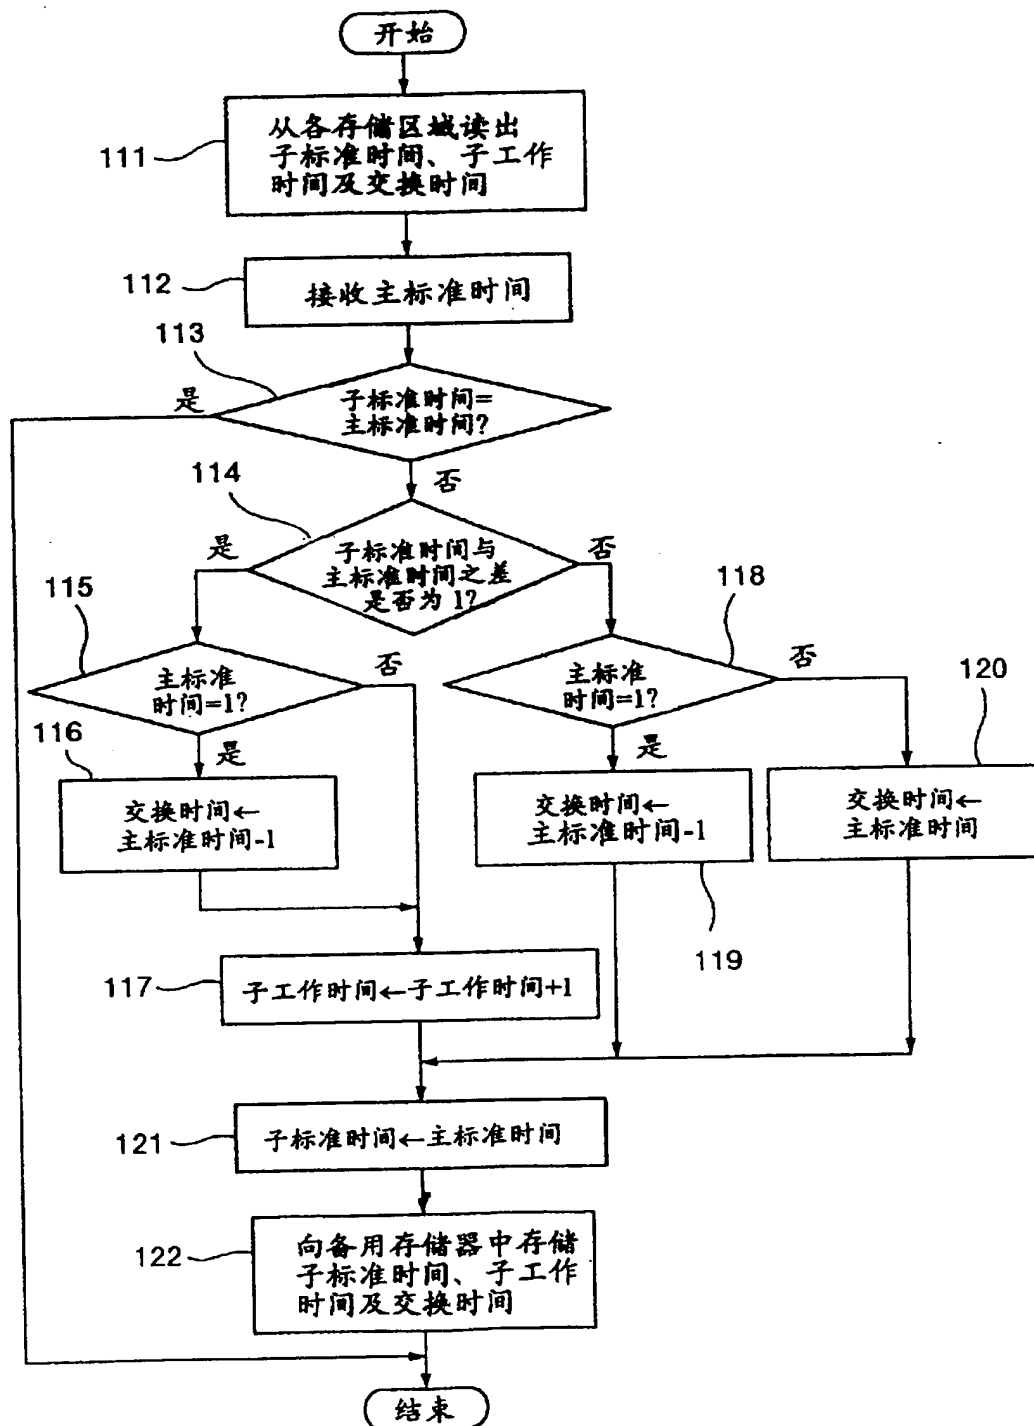 开始
111
从各存储区域读出
子标准时间、子工作
时间及交换时间
112
接收主标准时间
113
是
子标准时间=
主标准时间?
否
114
是
子标准时间与
主标准时间之差
是否为1?
否
115
主标准
时间=1?
否
118
主标准
时间=1?
否
120
116
是
交换时间←
主标准时间-1
是
交换时间←
主标准时间-1
交换时间←
主标准时间
119
117
子工作时间←子工作时间+1
121
子标准时间←主标准时间
122
向备用存储器中存储
子标准时间、子工作
时间及交换时间
结束